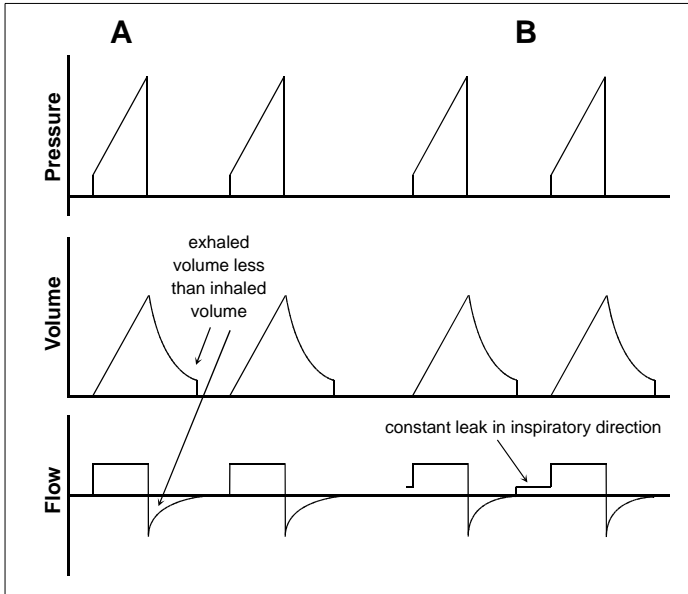 A
B
Pressure
exhaled
volume less
than inhaled
volume
Volume
constant leak in inspiratory direction
Flow